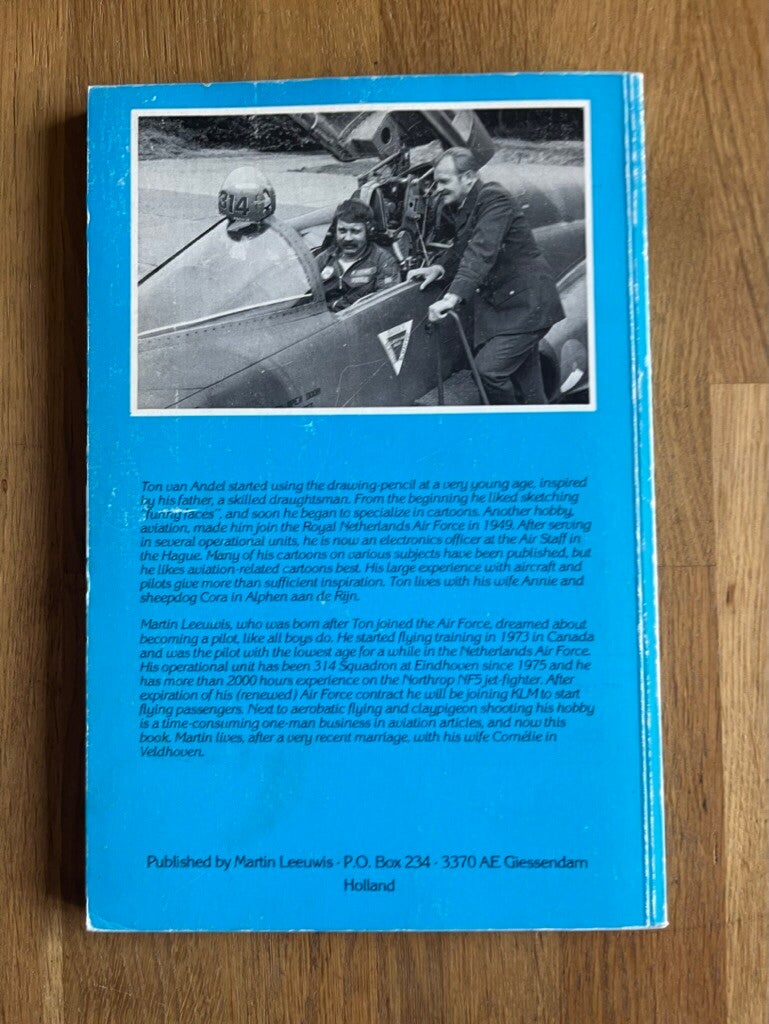 314
Ton van Andel started using the drawing-pencil at a very young age, inspired
by his father, a skilled draughtsman. From the beginning he liked sketching
"funny faces", and soon he began to specialize in cartoons. Another hobby,
aviation, made him join the Royal Netherlands Air Force in 1949. After serving
in several operational units, he is now an electronics officer at the Air Staff in
the Hague. Many of his cartoons on various subjects have been published, but
he likes aviation-related cartoons best. His large experience with aircraft and
pilots give more than sufficient inspiration. Ton lives with his wife Annie and
sheepdog Cora in Alphen aan de Rijn.
Martin Leeuwis, who was born after Ton joined the Air Force, dreamed about
becoming a pilot, like all boys do. He started flying training in 1973 in Canada
and was the pilot with the lowest age for a while in the Netherlands Air Force.
His operational unit has been 314 Squadron at Eindhoven since 1975 and he
has more than 2000 hours experience on the Northrop NF5 jet-fighter. After
expiration of his (renewed) Air Force contract he will be joining KLM to start
flying passengers. Next to aerobatic flying and claypigeon shooting his hobby
is a time-consuming one-man business in aviation articles, and now this
book. Martin lives, after a very recent marriage, with his wife Cornélie in
Veldhoven.
Published by Martin Leeuwis · P.O. Box 234 · 3370 AE Giessendam
Holland